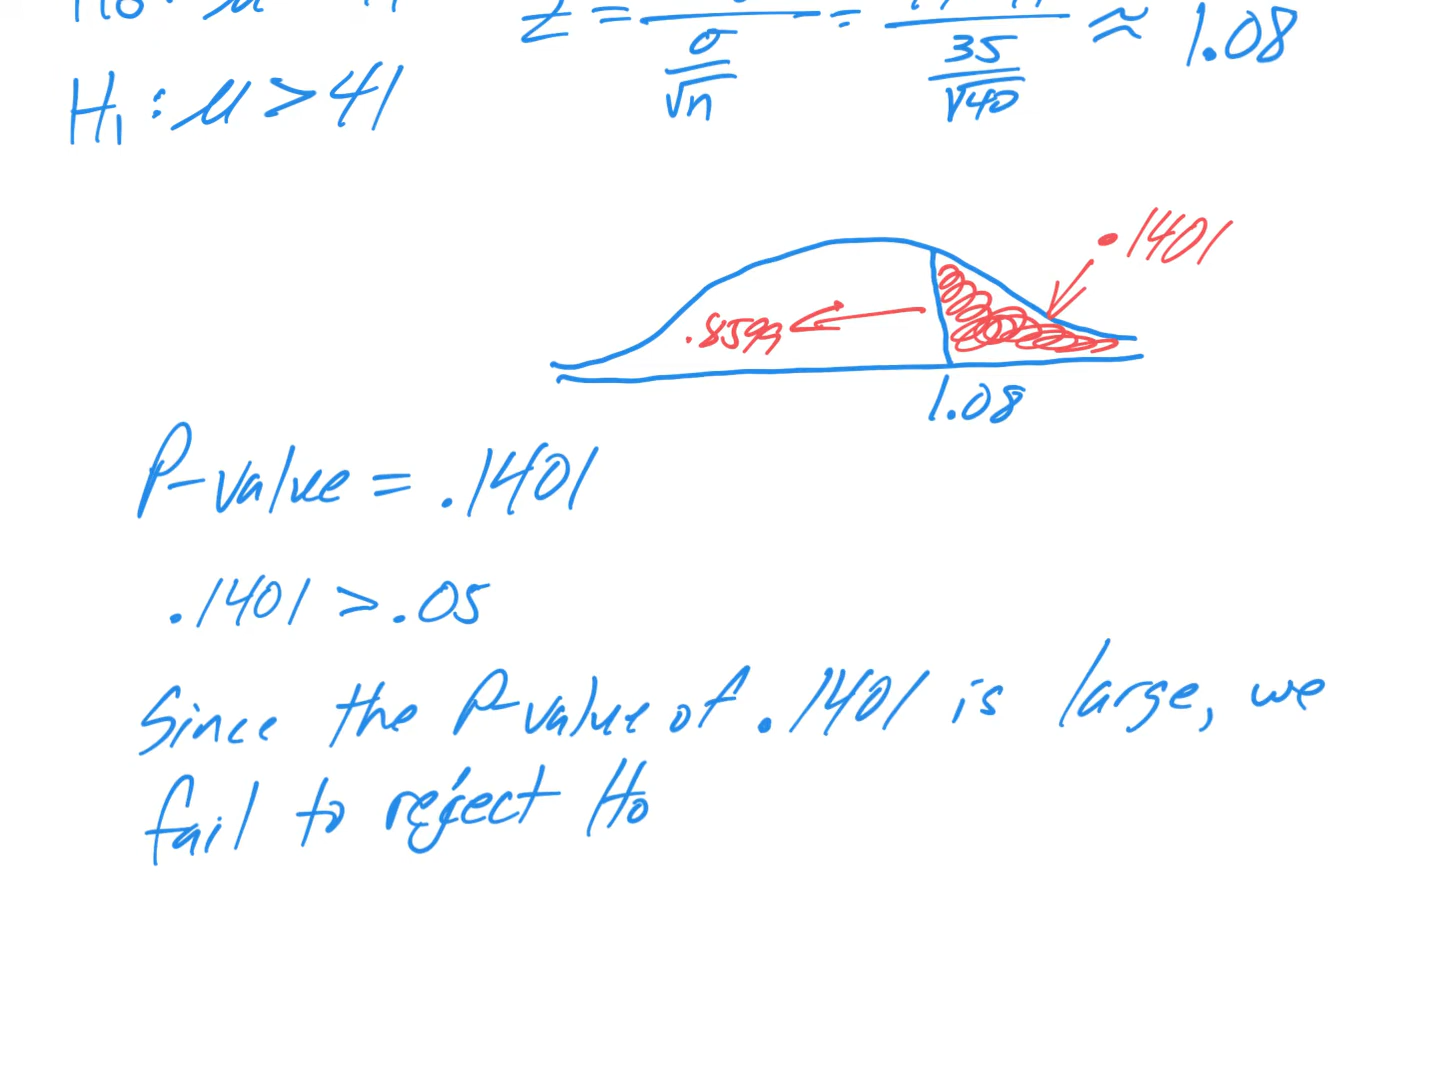 Z = = ≈ 1.08
σ 35
√n √40
H₁ : μ > 41
.1401
.8599
1.08
P-value = .1401
.1401 > .05
Since the P-value of .1401 is large, we
fail to reject H₀